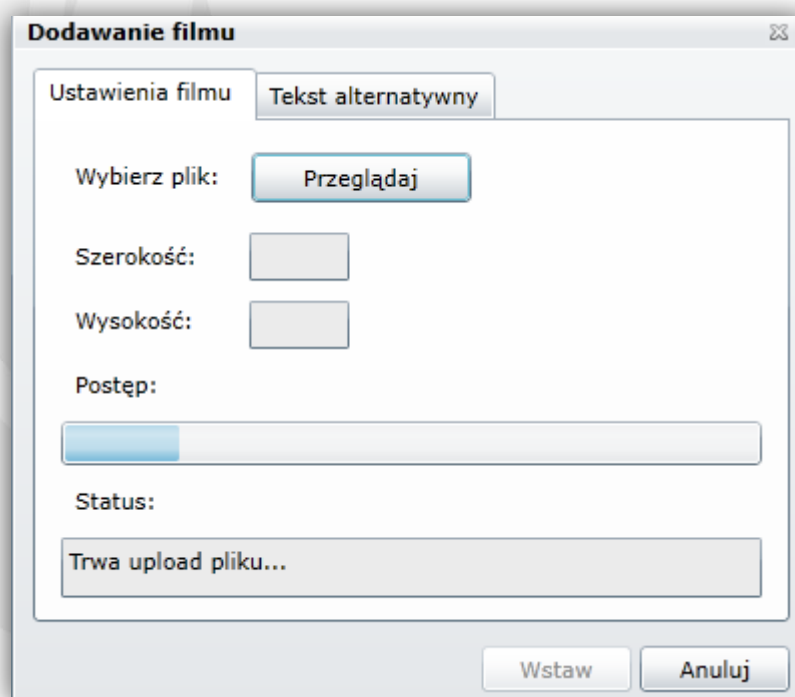 Dodawanie filmu
Ustawienia filmu
Tekst alternatywny
Wybierz plik:
Przeglądaj
Szerokość:
Wysokość:
Postęp:
Status:
Trwa upload pliku...
Wstaw
Anuluj